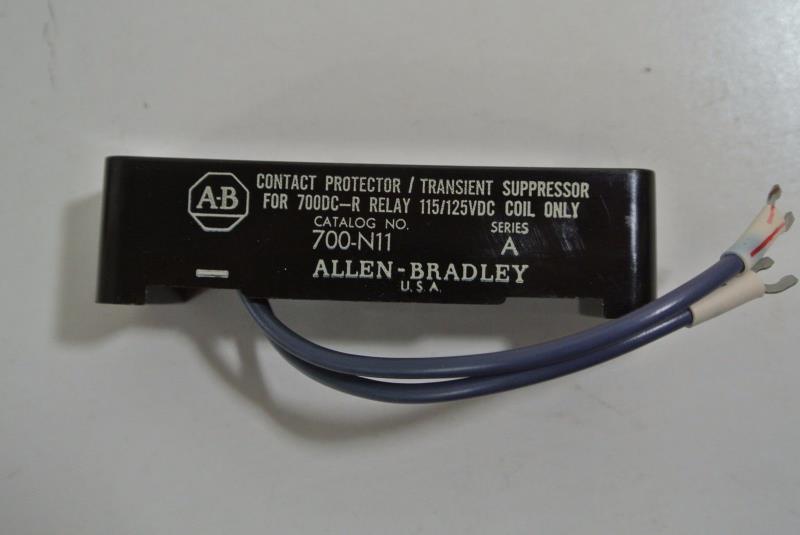 A-B
CONTACT PROTECTOR / TRANSIENT SUPPRESSOR
FOR 700DC-R RELAY 115/125VDC COIL ONLY
CATALOG NO. SERIES
700-N11 A
ALLEN-BRADLEY
U.S.A.